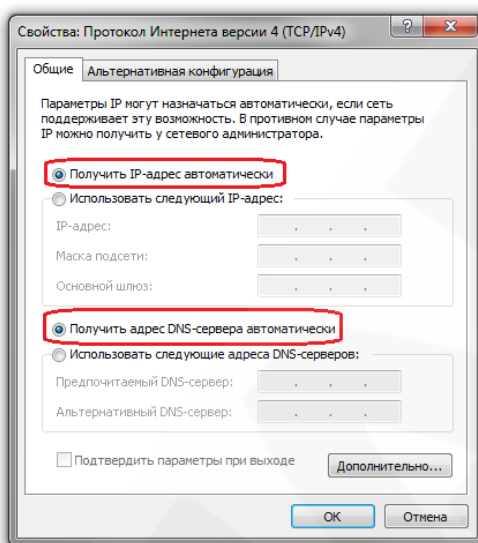 Свойства: Протокол Интернета версии 4 (TCP/IPv4)
Общие
Альтернативная конфигурация
Параметры IP могут назначаться автоматически, если сеть
поддерживает эту возможность. В противном случае параметры
IP можно получить у сетевого администратора.
Получить IP-адрес автоматически
Использовать следующий IP-адрес:
IP-адрес:
Маска подсети:
Основной шлюз:
Получить адрес DNS-сервера автоматически
Использовать следующие адреса DNS-серверов:
Предпочитаемый DNS-сервер:
Альтернативный DNS-сервер:
Подтвердить параметры при выходе
Дополнительно...
ОК
Отмена